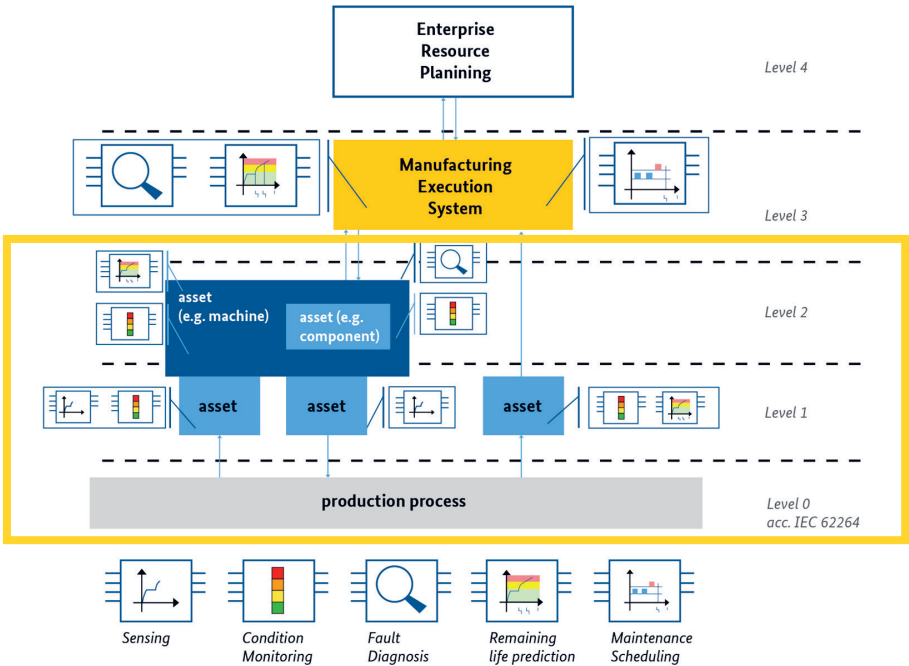 Enterprise
Resource
Planining
Level 4
Manufacturing
Execution
System
Level 3
asset
(e.g. machine)
asset (e.g.
component)
Level 2
asset
asset
asset
Level 1
production process
Level 0
acc. IEC 62264
Sensing
Condition
Monitoring
Fault
Diagnosis
Remaining
life prediction
Maintenance
Scheduling